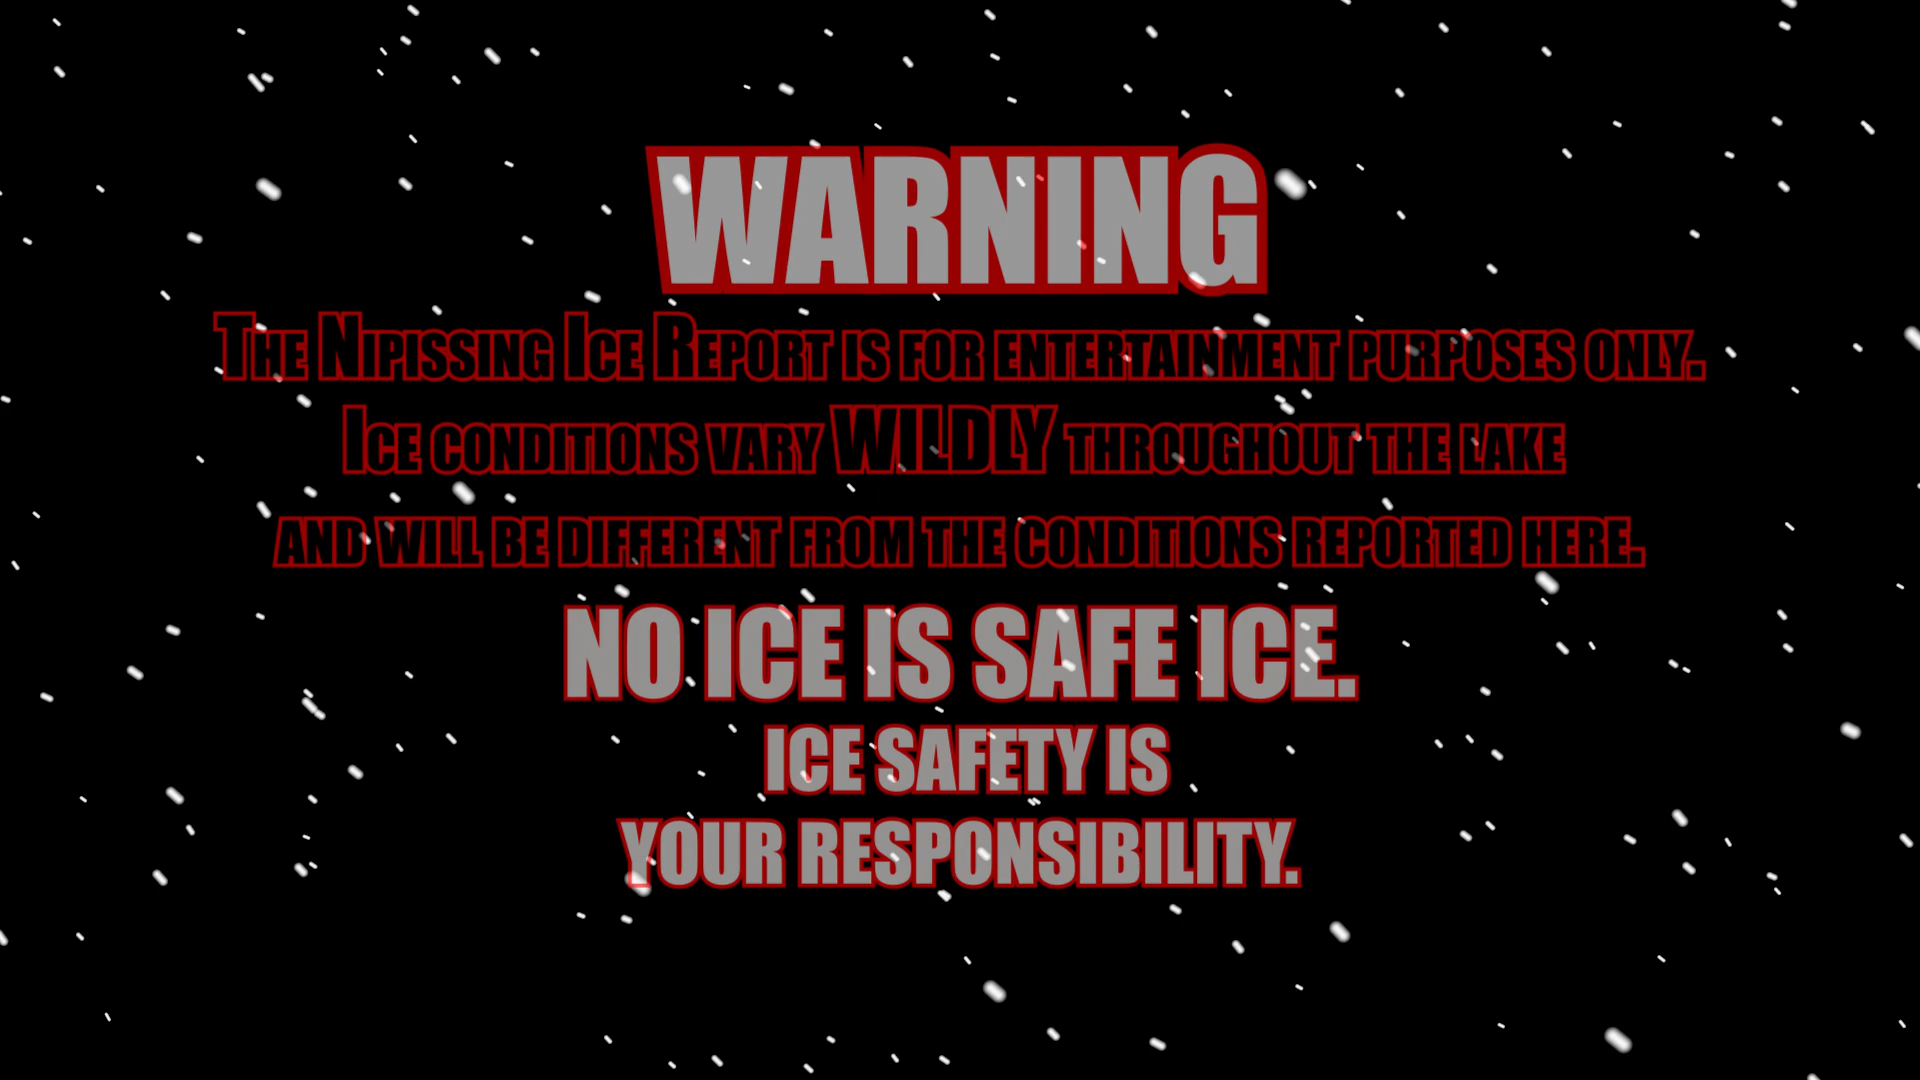 WARNING
The Nipissing Ice Report is for entertainment purposes only.
Ice conditions vary WILDLY throughout the lake
and will be different from the conditions reported here.
NO ICE IS SAFE ICE.
ICE SAFETY IS
YOUR RESPONSIBILITY.